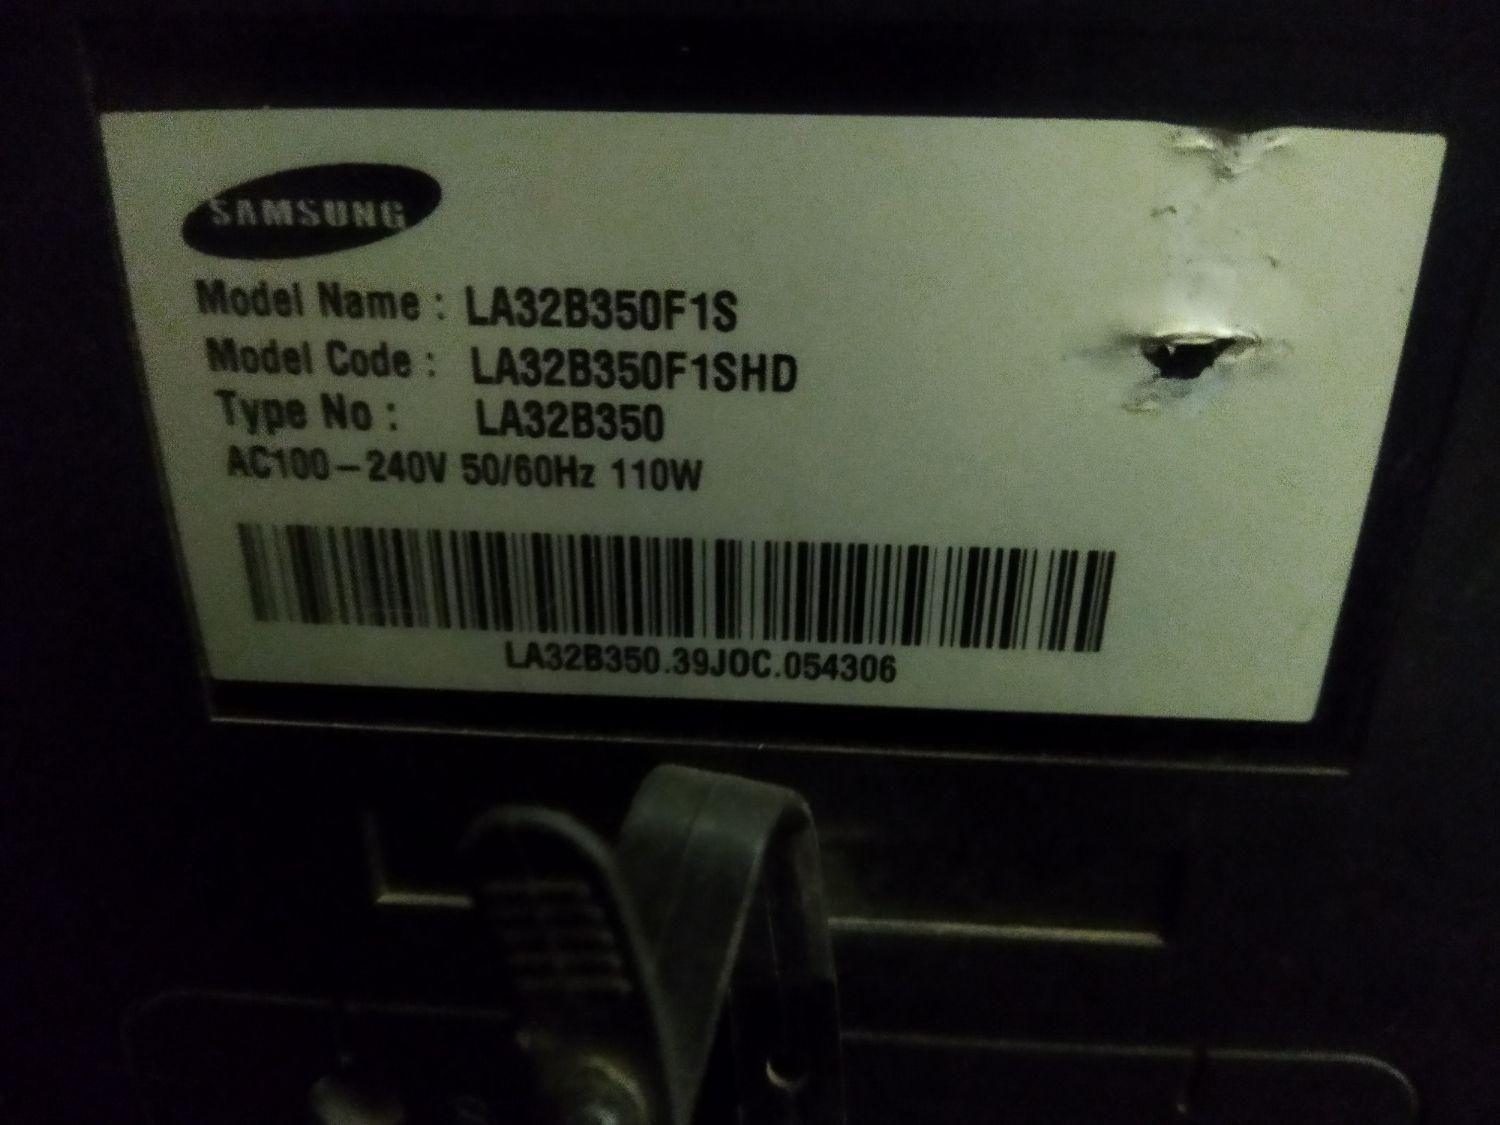 SAMSUNG
Model Name : LA32B350F1S
Model Code : LA32B350F1SHD
Type No : LA32B350
AC100-240V 50/60Hz 110W
LA32B350.39JOC.054306